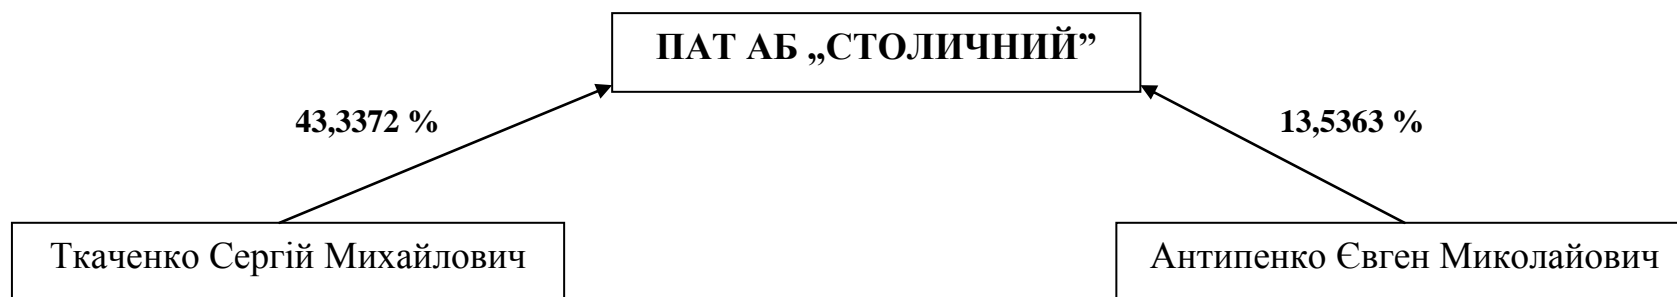 ПАТ АБ „СТОЛИЧНИЙ”
43,3372 %
13,5363 %
Ткаченко Сергій Михайлович
Антипенко Євген Миколайович